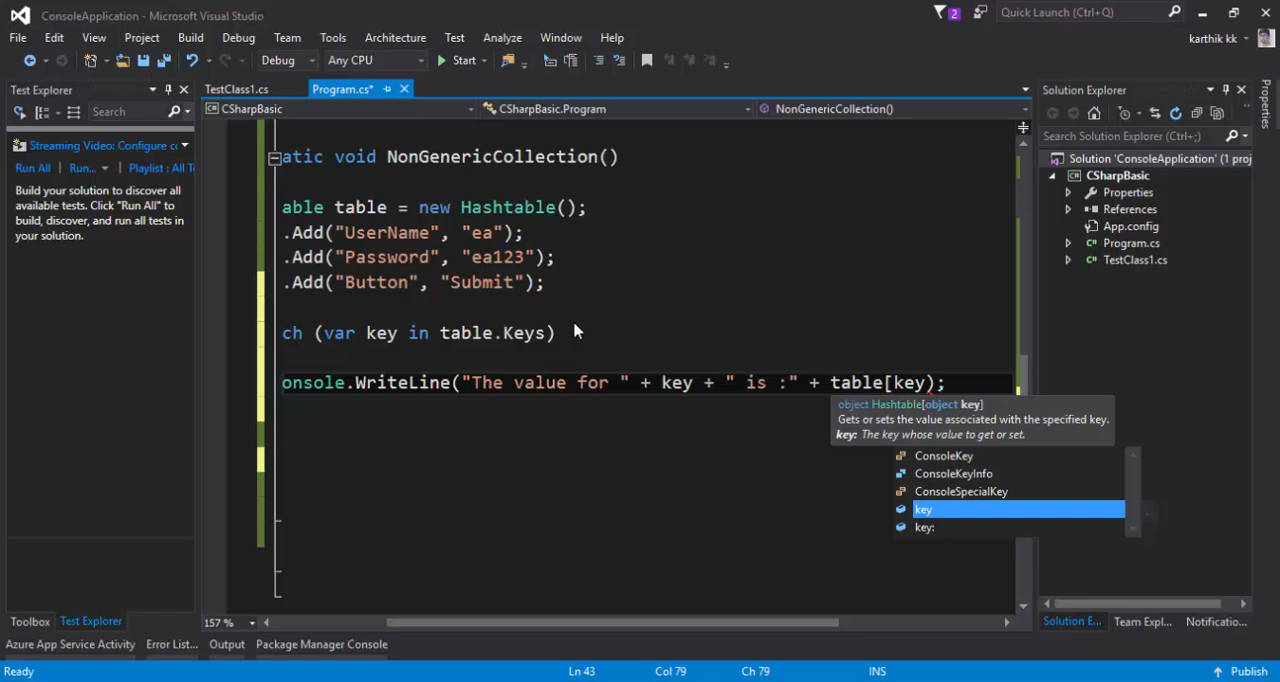 ConsoleApplication - Microsoft Visual Studio
2
Quick Launch (Ctrl+Q)
File Edit View Project Build Debug Team Tools Architecture Test Analyze Window Help
karthik kk
Debug Any CPU Start
Test Explorer
Search
Streaming Video: Configure
Run All Run... Playlist : All
Build your solution to discover all
available tests. Click "Run All" to
build, discover, and run all tests in
your solution.
TestClass1.cs Program.cs*
CSharpBasic CSharpBasic.Program NonGenericCollection()
atic void NonGenericCollection()
able table = new Hashtable();
.Add("UserName", "ea");
.Add("Password", "ea123");
.Add("Button", "Submit");
ch (var key in table.Keys)
onsole.WriteLine("The value for " + key + " is :" + table[key);
object Hashtable[object key]
Gets or sets the value associated with the specified key.
key: The key whose value to get or set.
ConsoleKey
ConsoleKeyInfo
ConsoleSpecialKey
key
key:
157 %
Solution Explorer
Search Solution Explorer (Ctrl+;)
Solution 'ConsoleApplication' (1 proj
CSharpBasic
Properties
References
App.config
Program.cs
TestClass1.cs
Solution E... Team Expl... Notificatio...
Properties
Toolbox Test Explorer
Azure App Service Activity Error List... Output Package Manager Console
Ready Ln 43 Col 79 Ch 79 INS Publish